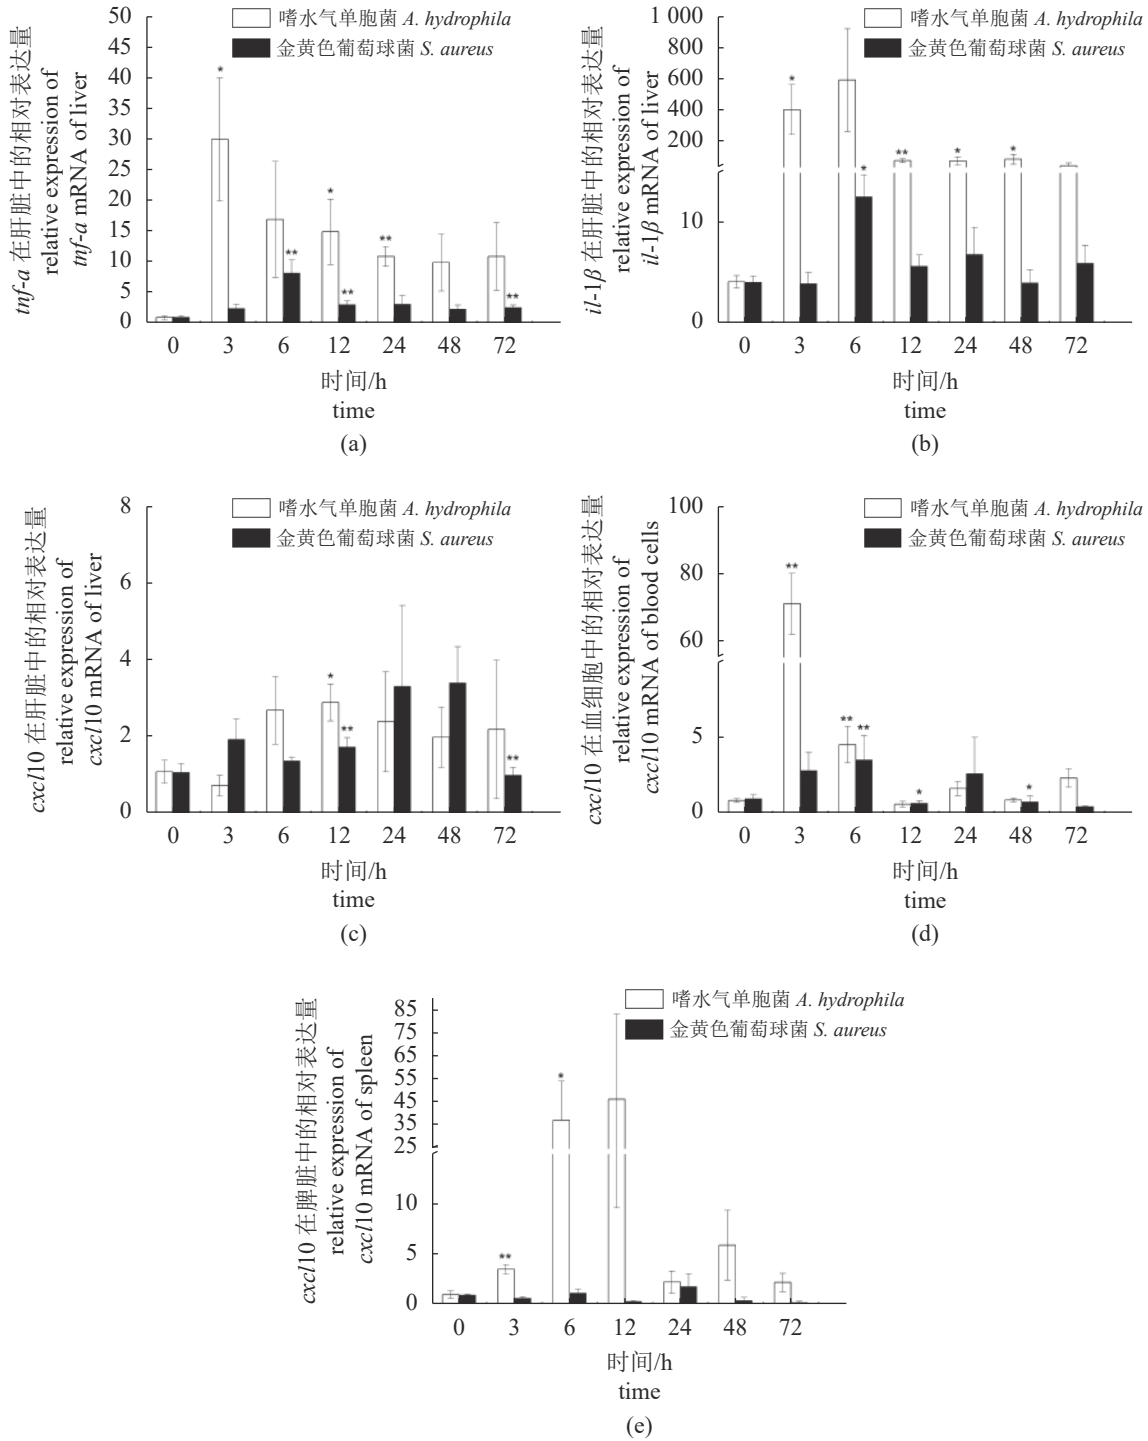 嗜水气单胞菌 A. hydrophila
金黄色葡萄球菌 S. aureus
tnf-a 在肝脏中的相对表达量
relative expression of
tnf-a mRNA of liver
50
45
40
35
30
25
20
15
10
5
0
*
**
*
**
**
**
0 3 6 12 24 48 72
时间/h
time
(a)
嗜水气单胞菌 A. hydrophila
金黄色葡萄球菌 S. aureus
il-1β 在肝脏中的相对表达量
relative expression of
il-1β mRNA of liver
1 000
800
600
400
200
10
0
*
*
**
*
*
0 3 6 12 24 48 72
时间/h
time
(b)
嗜水气单胞菌 A. hydrophila
金黄色葡萄球菌 S. aureus
cxcl10 在肝脏中的相对表达量
relative expression of
cxcl10 mRNA of liver
8
6
4
2
0
*
**
**
0 3 6 12 24 48 72
时间/h
time
(c)
嗜水气单胞菌 A. hydrophila
金黄色葡萄球菌 S. aureus
cxcl10 在血细胞中的相对表达量
relative expression of
cxcl10 mRNA of blood cells
100
80
60
5
0
**
** **
*
*
0 3 6 12 24 48 72
时间/h
time
(d)
嗜水气单胞菌 A. hydrophila
金黄色葡萄球菌 S. aureus
cxcl10 在脾脏中的相对表达量
relative expression of
cxcl10 mRNA of spleen
85
75
65
55
45
35
25
10
5
0
**
*
0 3 6 12 24 48 72
时间/h
time
(e)